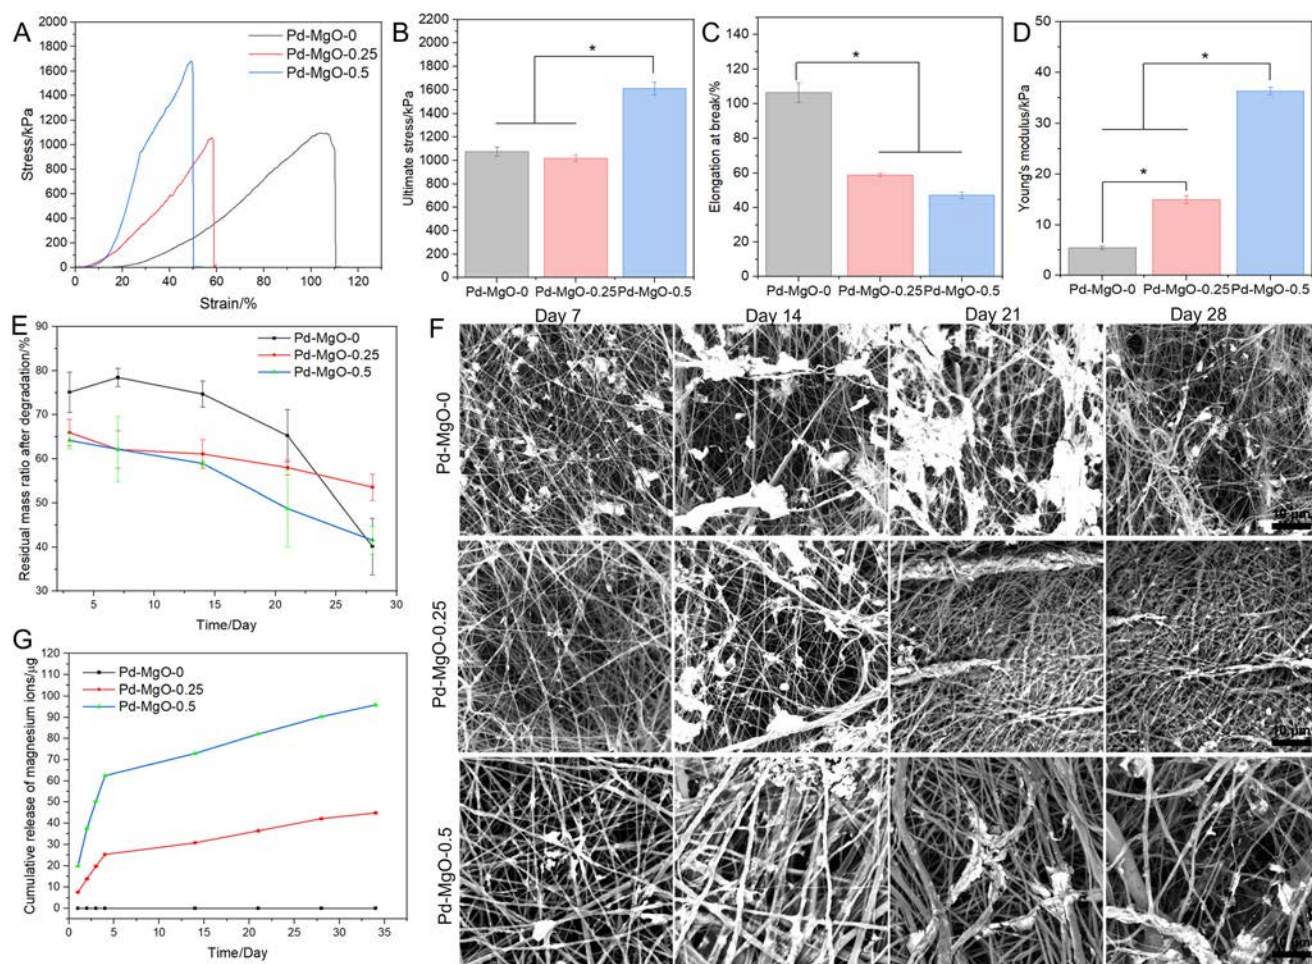 A
Stress/kPa
2000
1800
1600
1400
1200
1000
800
600
400
200
0
0 20 40 60 80 100 120
Strain/%
Pd-MgO-0
Pd-MgO-0.25
Pd-MgO-0.5
B
Ultimate stress/kPa
2200
2000
1800
1600
1400
1200
1000
800
600
400
200
0
*
Pd-MgO-0 Pd-MgO-0.25 Pd-MgO-0.5
C
Elongation at break/%
140
120
100
80
60
40
20
0
*
Pd-MgO-0 Pd-MgO-0.25 Pd-MgO-0.5
D
Young's modulus/kPa
50
40
30
20
10
0
*
*
Pd-MgO-0 Pd-MgO-0.25 Pd-MgO-0.5
E
Residual mass ratio after degradation/%
90
80
70
60
50
40
30
5 10 15 20 25 30
Time/Day
Pd-MgO-0
Pd-MgO-0.25
Pd-MgO-0.5
F
Day 7 Day 14 Day 21 Day 28
Pd-MgO-0
10 μm
Pd-MgO-0.25
10 μm
Pd-MgO-0.5
10 μm
G
Cumulative release of magnesium ions/μg
120
110
100
90
80
70
60
50
40
30
20
10
0
0 5 10 15 20 25 30 35
Time/Day
Pd-MgO-0
Pd-MgO-0.25
Pd-MgO-0.5